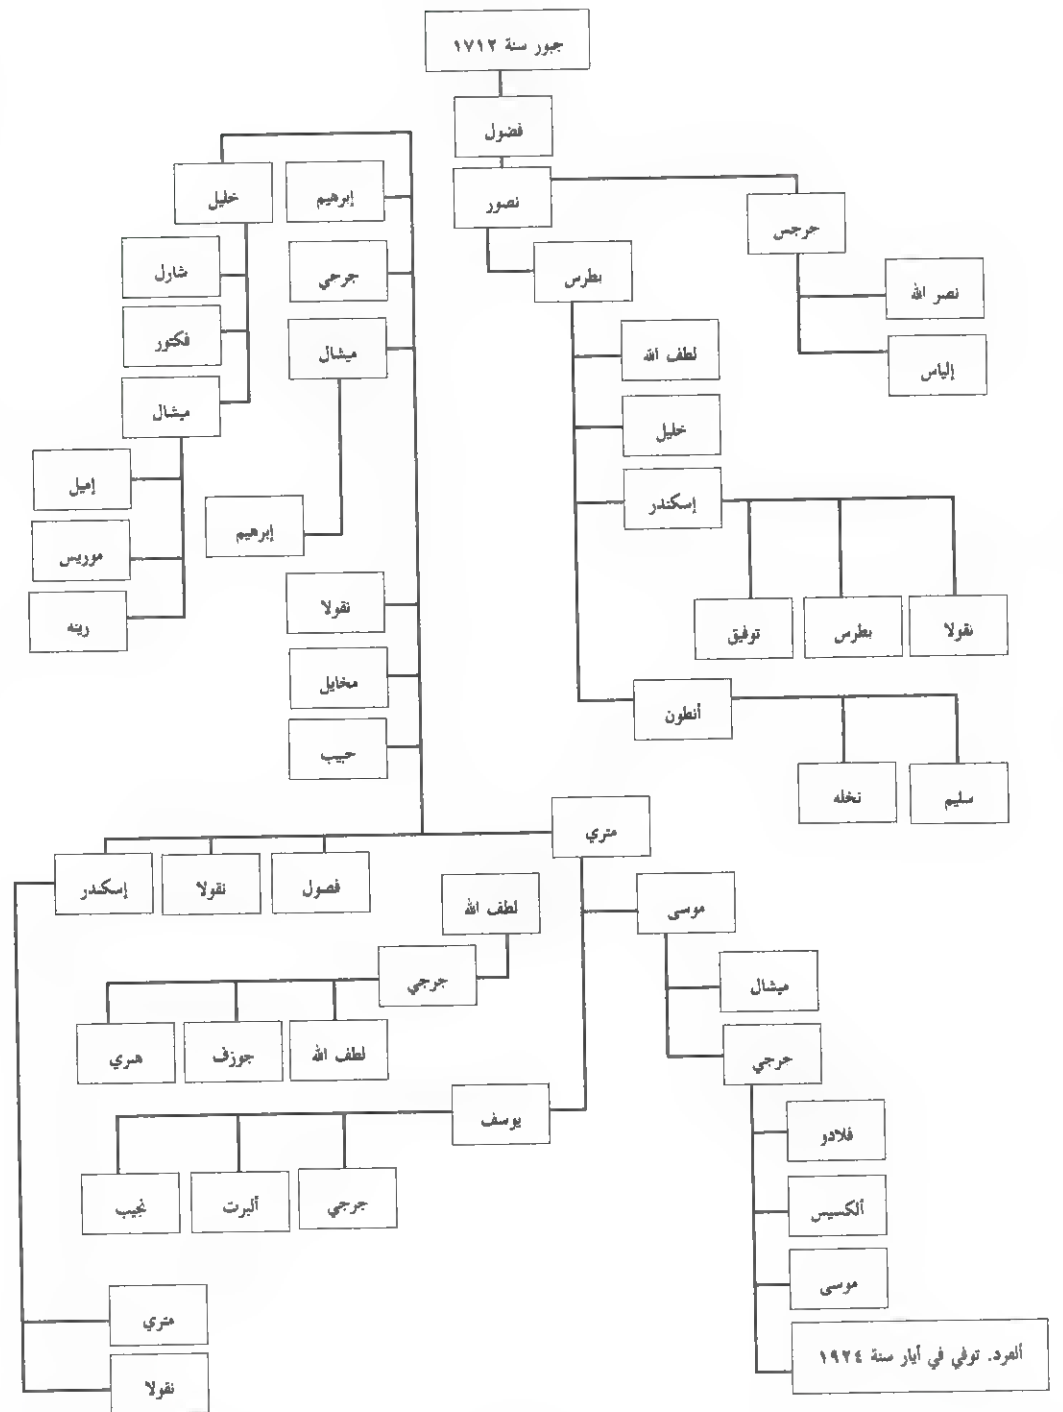 جبور سنة ١٧١٢
فضول
نصور
جرجس
نصر الله
إلياس
بطرس
لطف الله
خليل
إسكندر
نقولا
بطرس
توفيق
أنطون
سليم
نخله
خليل
شارل
فكتور
ميشال
إميل
موريس
رينه
إبرهيم
جرجي
ميشال
إبرهيم
نقولا
مخايل
حبيب
متري
فصول
نقولا
إسكندر
لطف الله
جرجي
لطف الله
جوزف
هنري
موسى
ميشال
جرجي
فلادو
ألكسيس
موسى
ألفرد. توفي في أيار سنة ١٩٢٤
يوسف
جرجي
ألبرت
نجيب
متري
نقولا